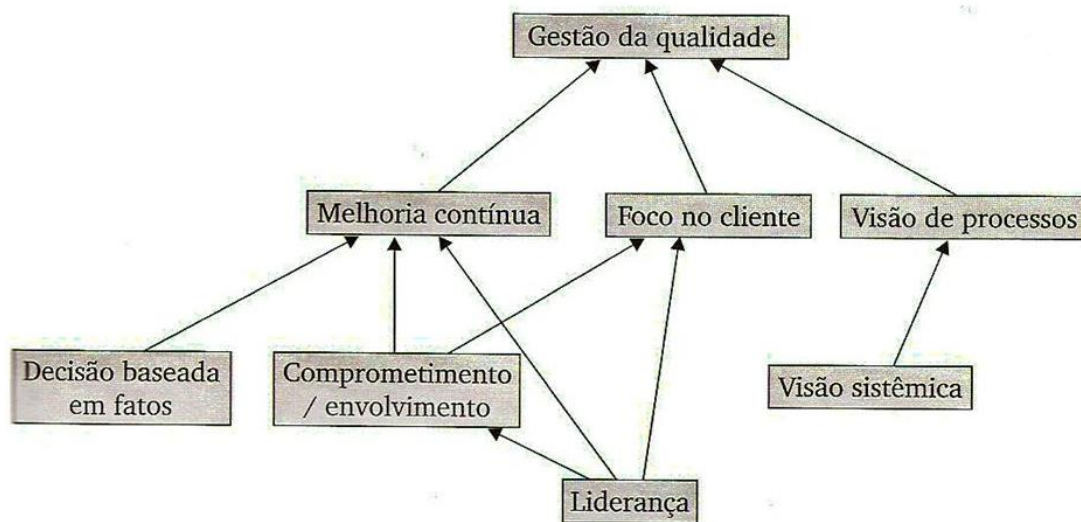 Gestão da qualidade
Melhoria contínua
Foco no cliente
Visão de processos
Decisão baseada
em fatos
Comprometimento
/ envolvimento
Visão sistêmica
Liderança